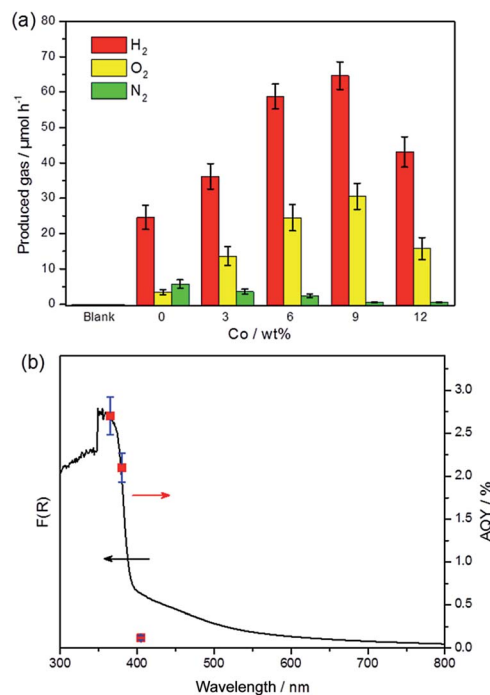 (a)
80
70
60
50
40
30
20
10
0
Produced gas / μmol h⁻¹
H₂
O₂
N₂
Blank 0 3 6 9 12
Co / wt%
(b)
F(R)
3.0
2.5
2.0
1.5
1.0
0.5
0.0
AQY / %
300 400 500 600 700 800
Wavelength / nm